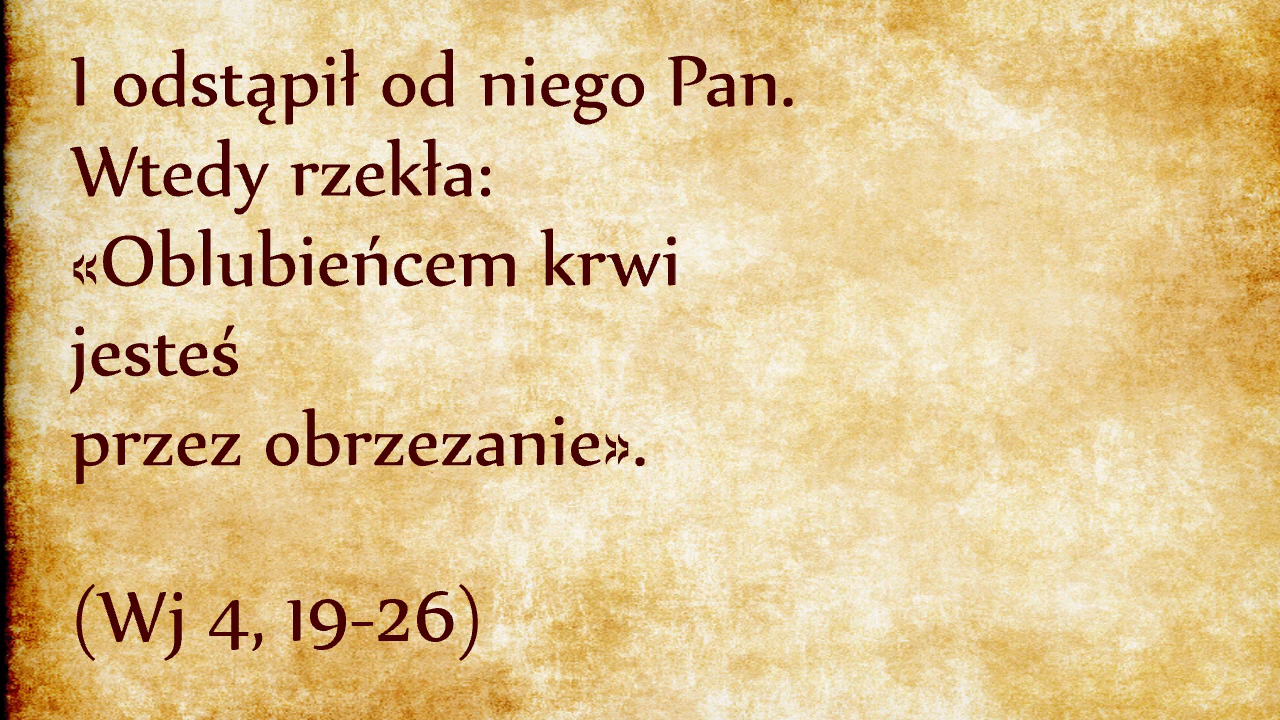 I odstąpił od niego Pan.
Wtedy rzekła:
«Oblubieńcem krwi
jesteś
przez obrzezanie».
(Wj 4, 19-26)